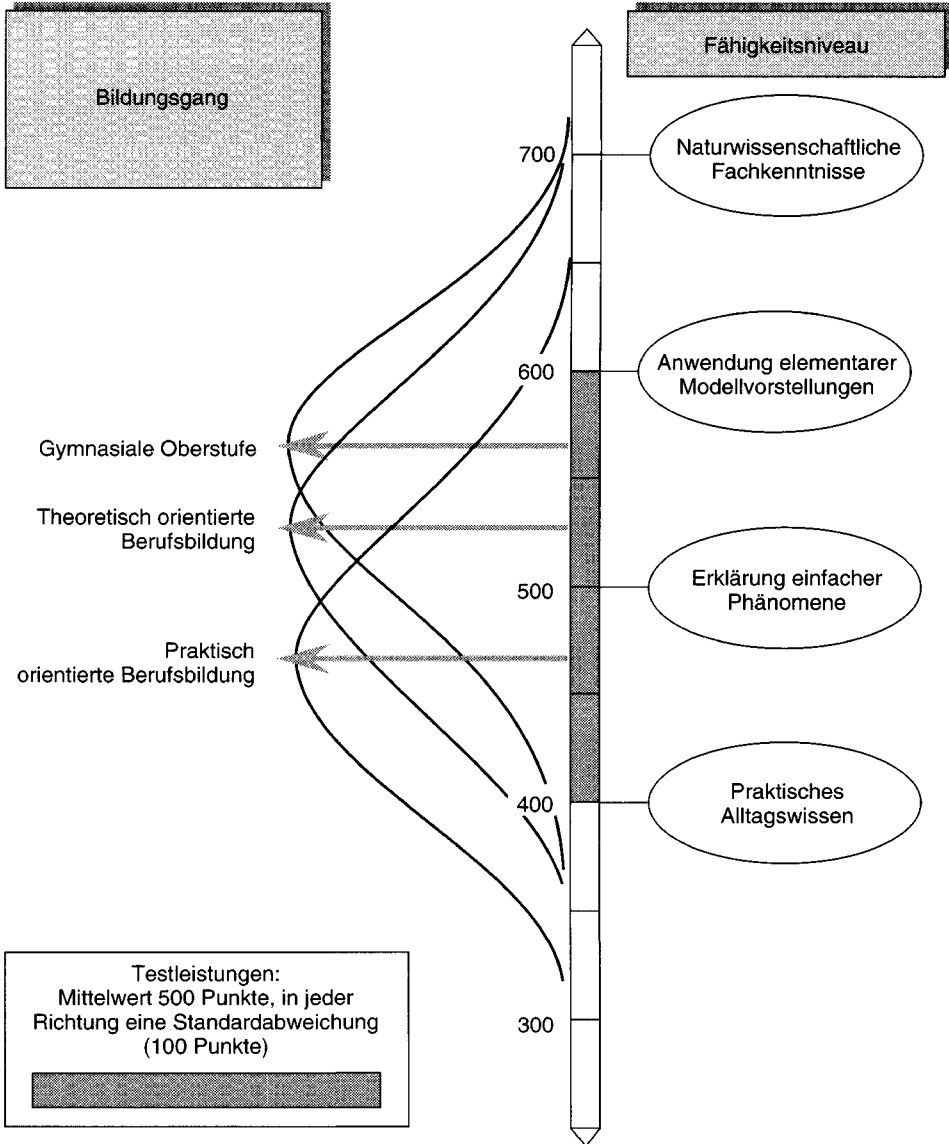 Bildungsgang
Fähigkeitsniveau
700
Naturwissenschaftliche
Fachkenntnisse
600
Anwendung elementarer
Modellvorstellungen
Gymnasiale Oberstufe
Theoretisch orientierte
Berufsbildung
500
Erklärung einfacher
Phänomene
Praktisch
orientierte Berufsbildung
400
Praktisches
Alltagswissen
300
Testleistungen:
Mittelwert 500 Punkte, in jeder
Richtung eine Standardabweichung
(100 Punkte)